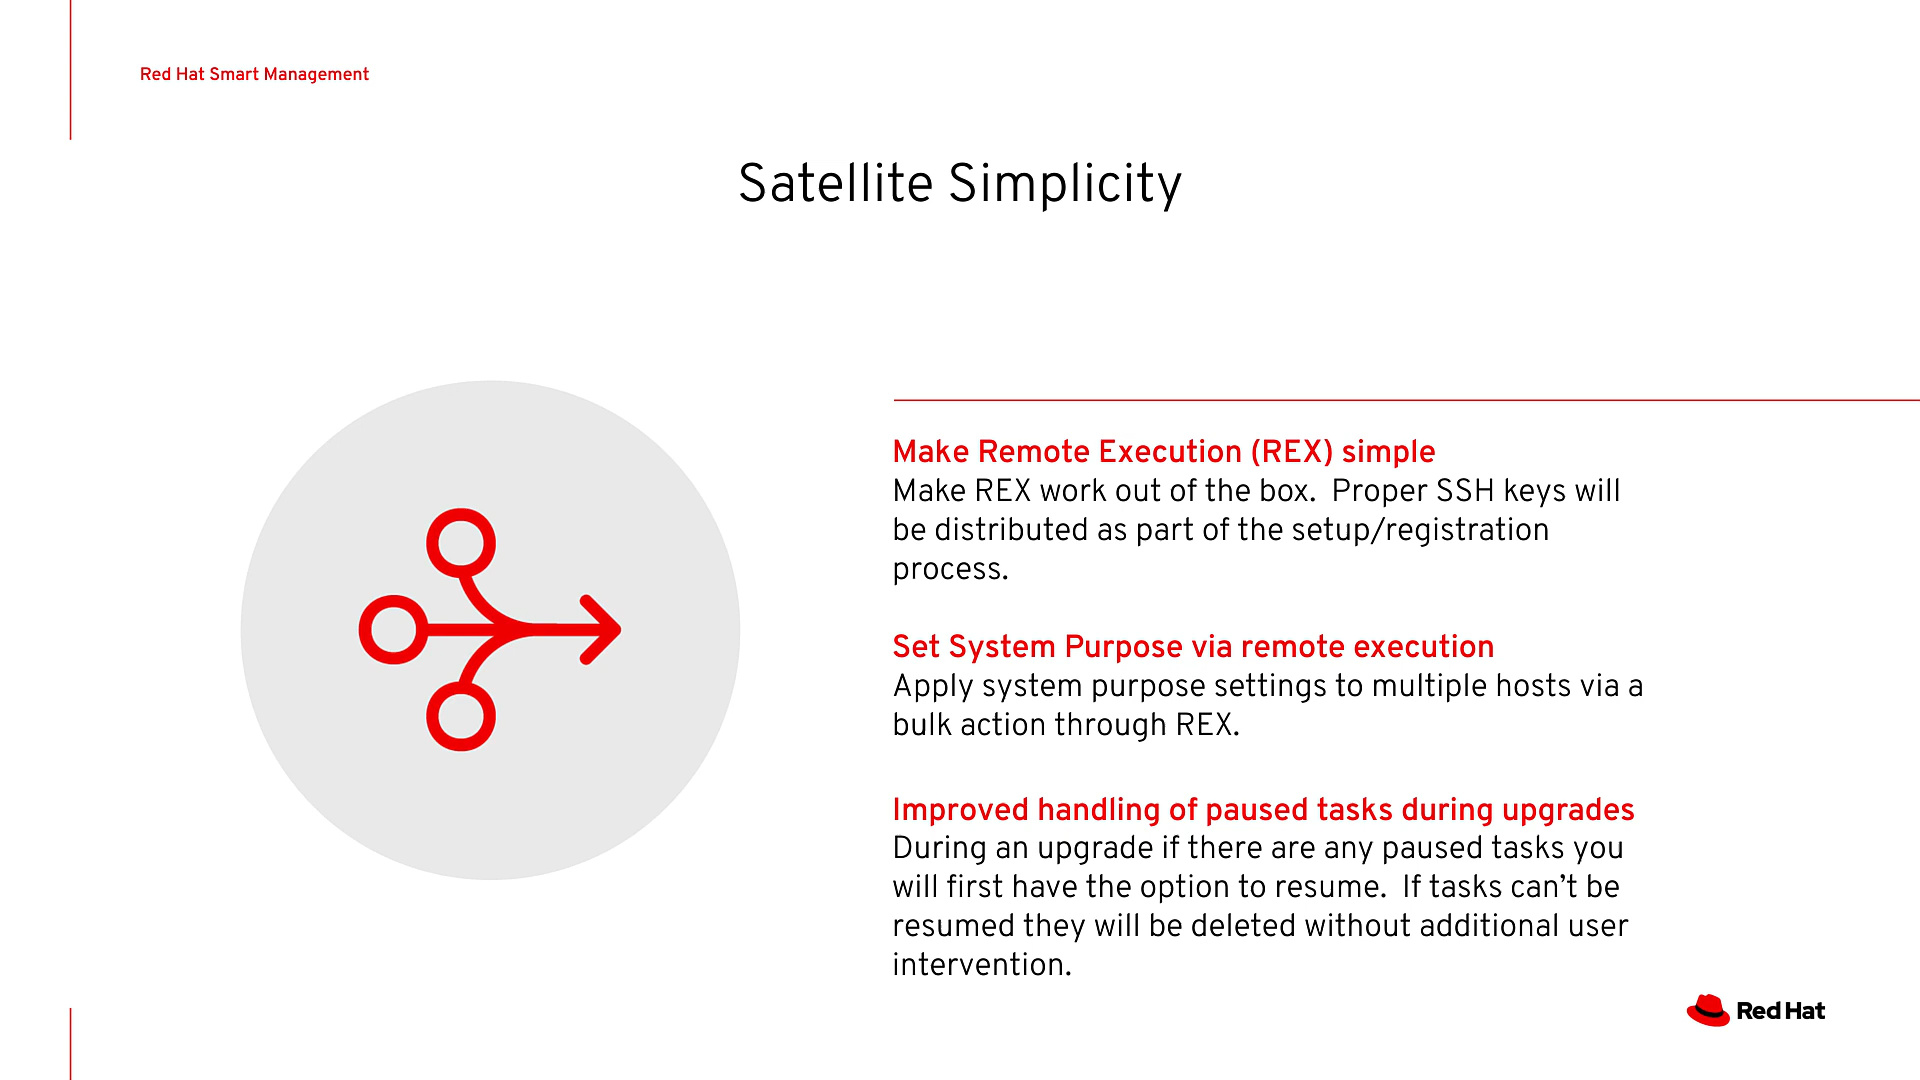 Red Hat Smart Management
Satellite Simplicity
Make Remote Execution (REX) simple
Make REX work out of the box.  Proper SSH keys will
be distributed as part of the setup/registration
process.
Set System Purpose via remote execution
Apply system purpose settings to multiple hosts via a
bulk action through REX.
Improved handling of paused tasks during upgrades
During an upgrade if there are any paused tasks you
will first have the option to resume.  If tasks can’t be
resumed they will be deleted without additional user
intervention.
Red Hat